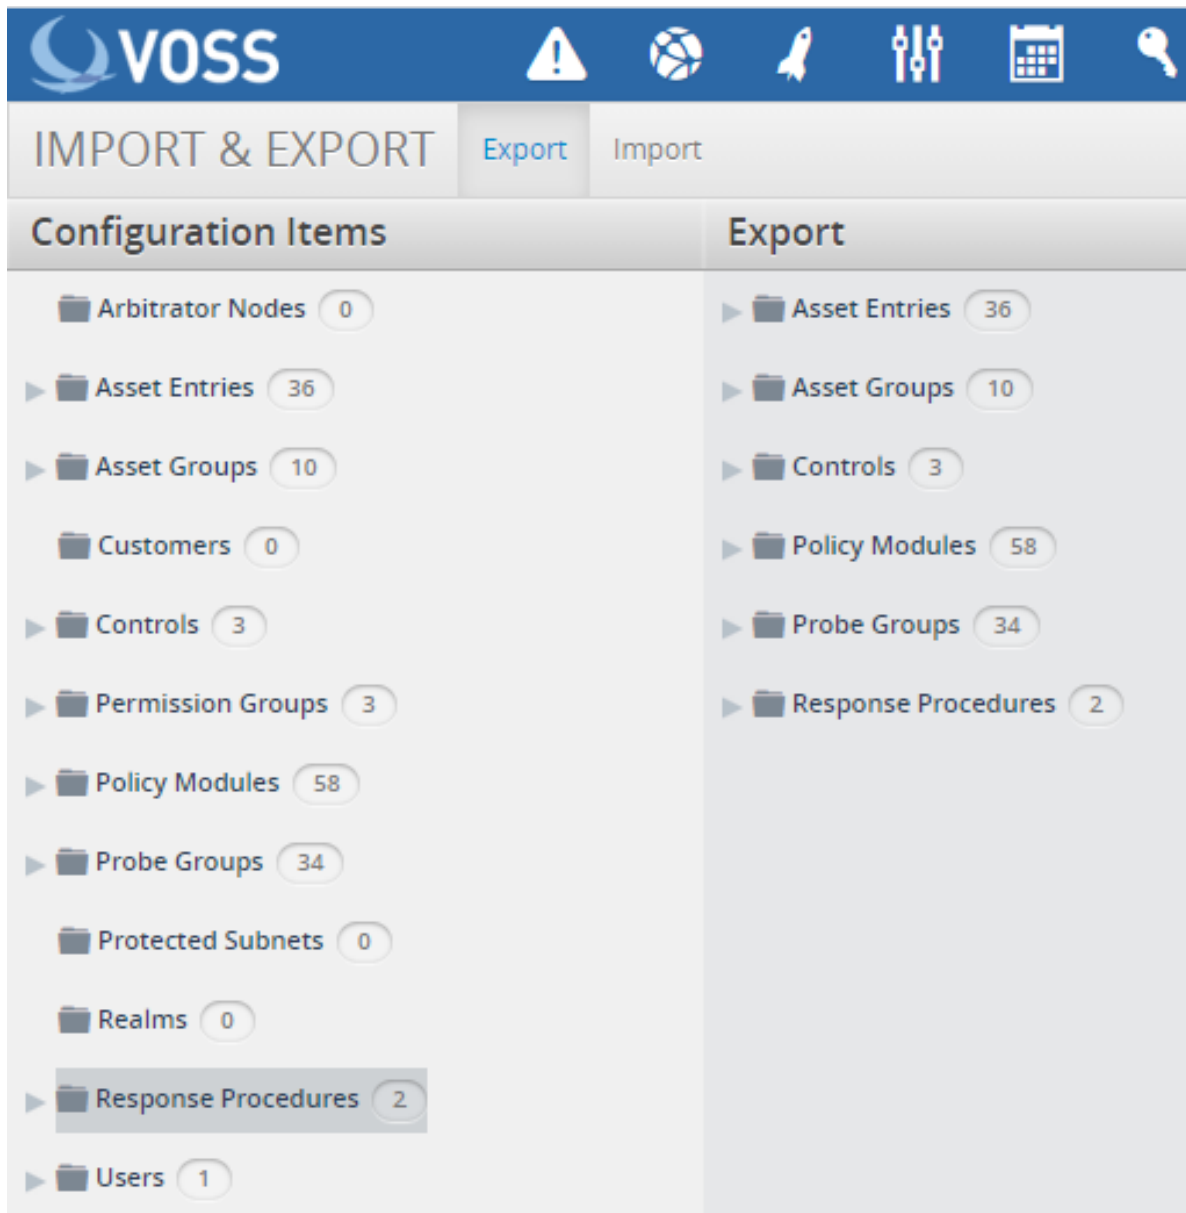 VOSS
IMPORT & EXPORT Export Import
Configuration Items
Arbitrator Nodes 0
Asset Entries 36
Asset Groups 10
Customers 0
Controls 3
Permission Groups 3
Policy Modules 58
Probe Groups 34
Protected Subnets 0
Realms 0
Response Procedures 2
Users 1
Export
Asset Entries 36
Asset Groups 10
Controls 3
Policy Modules 58
Probe Groups 34
Response Procedures 2